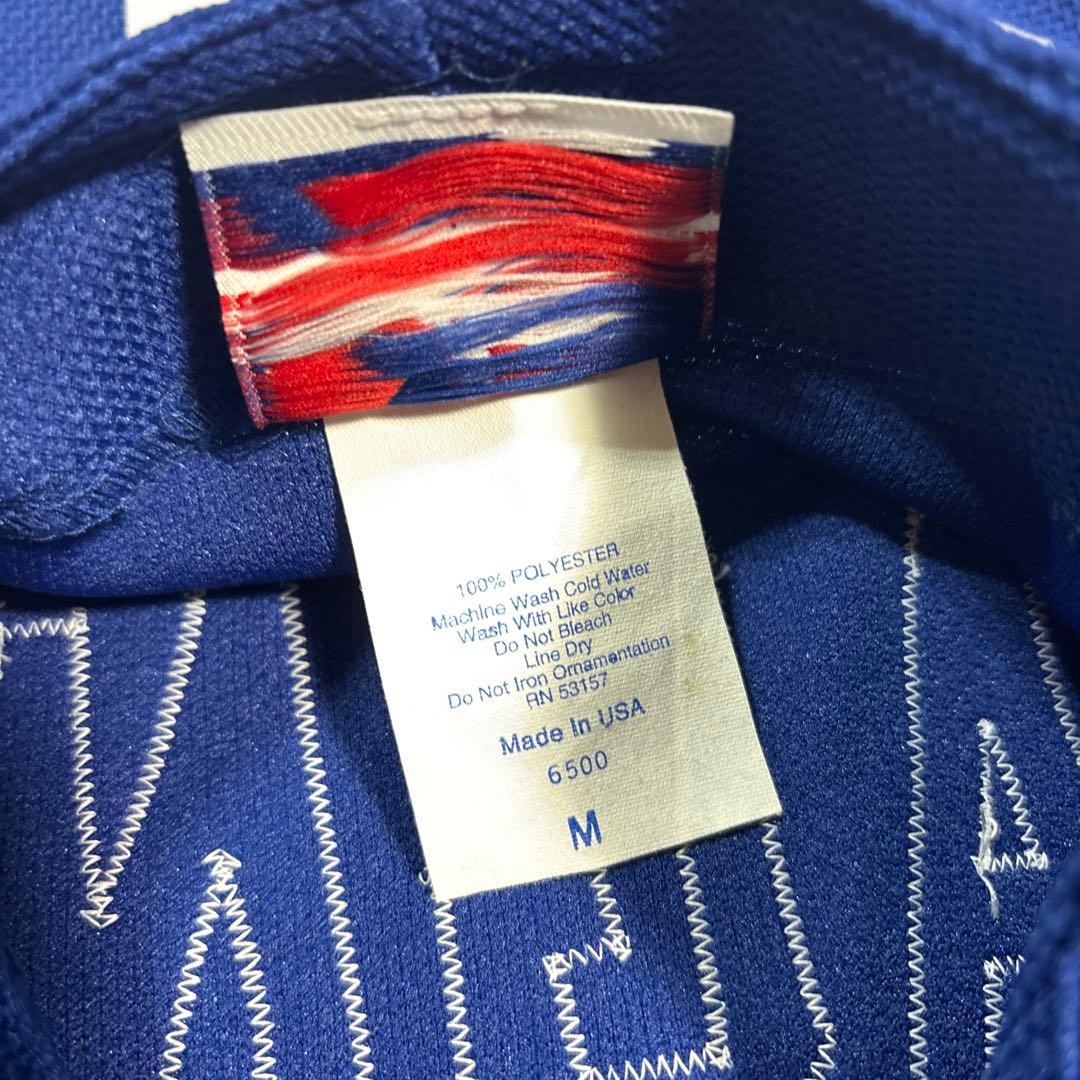 100% POLYESTER
Machine Wash Cold Water
Wash With Like Color
Do Not Bleach
Line Dry
Do Not Iron Ornamentation
RN 53157
Made In USA
6500
M